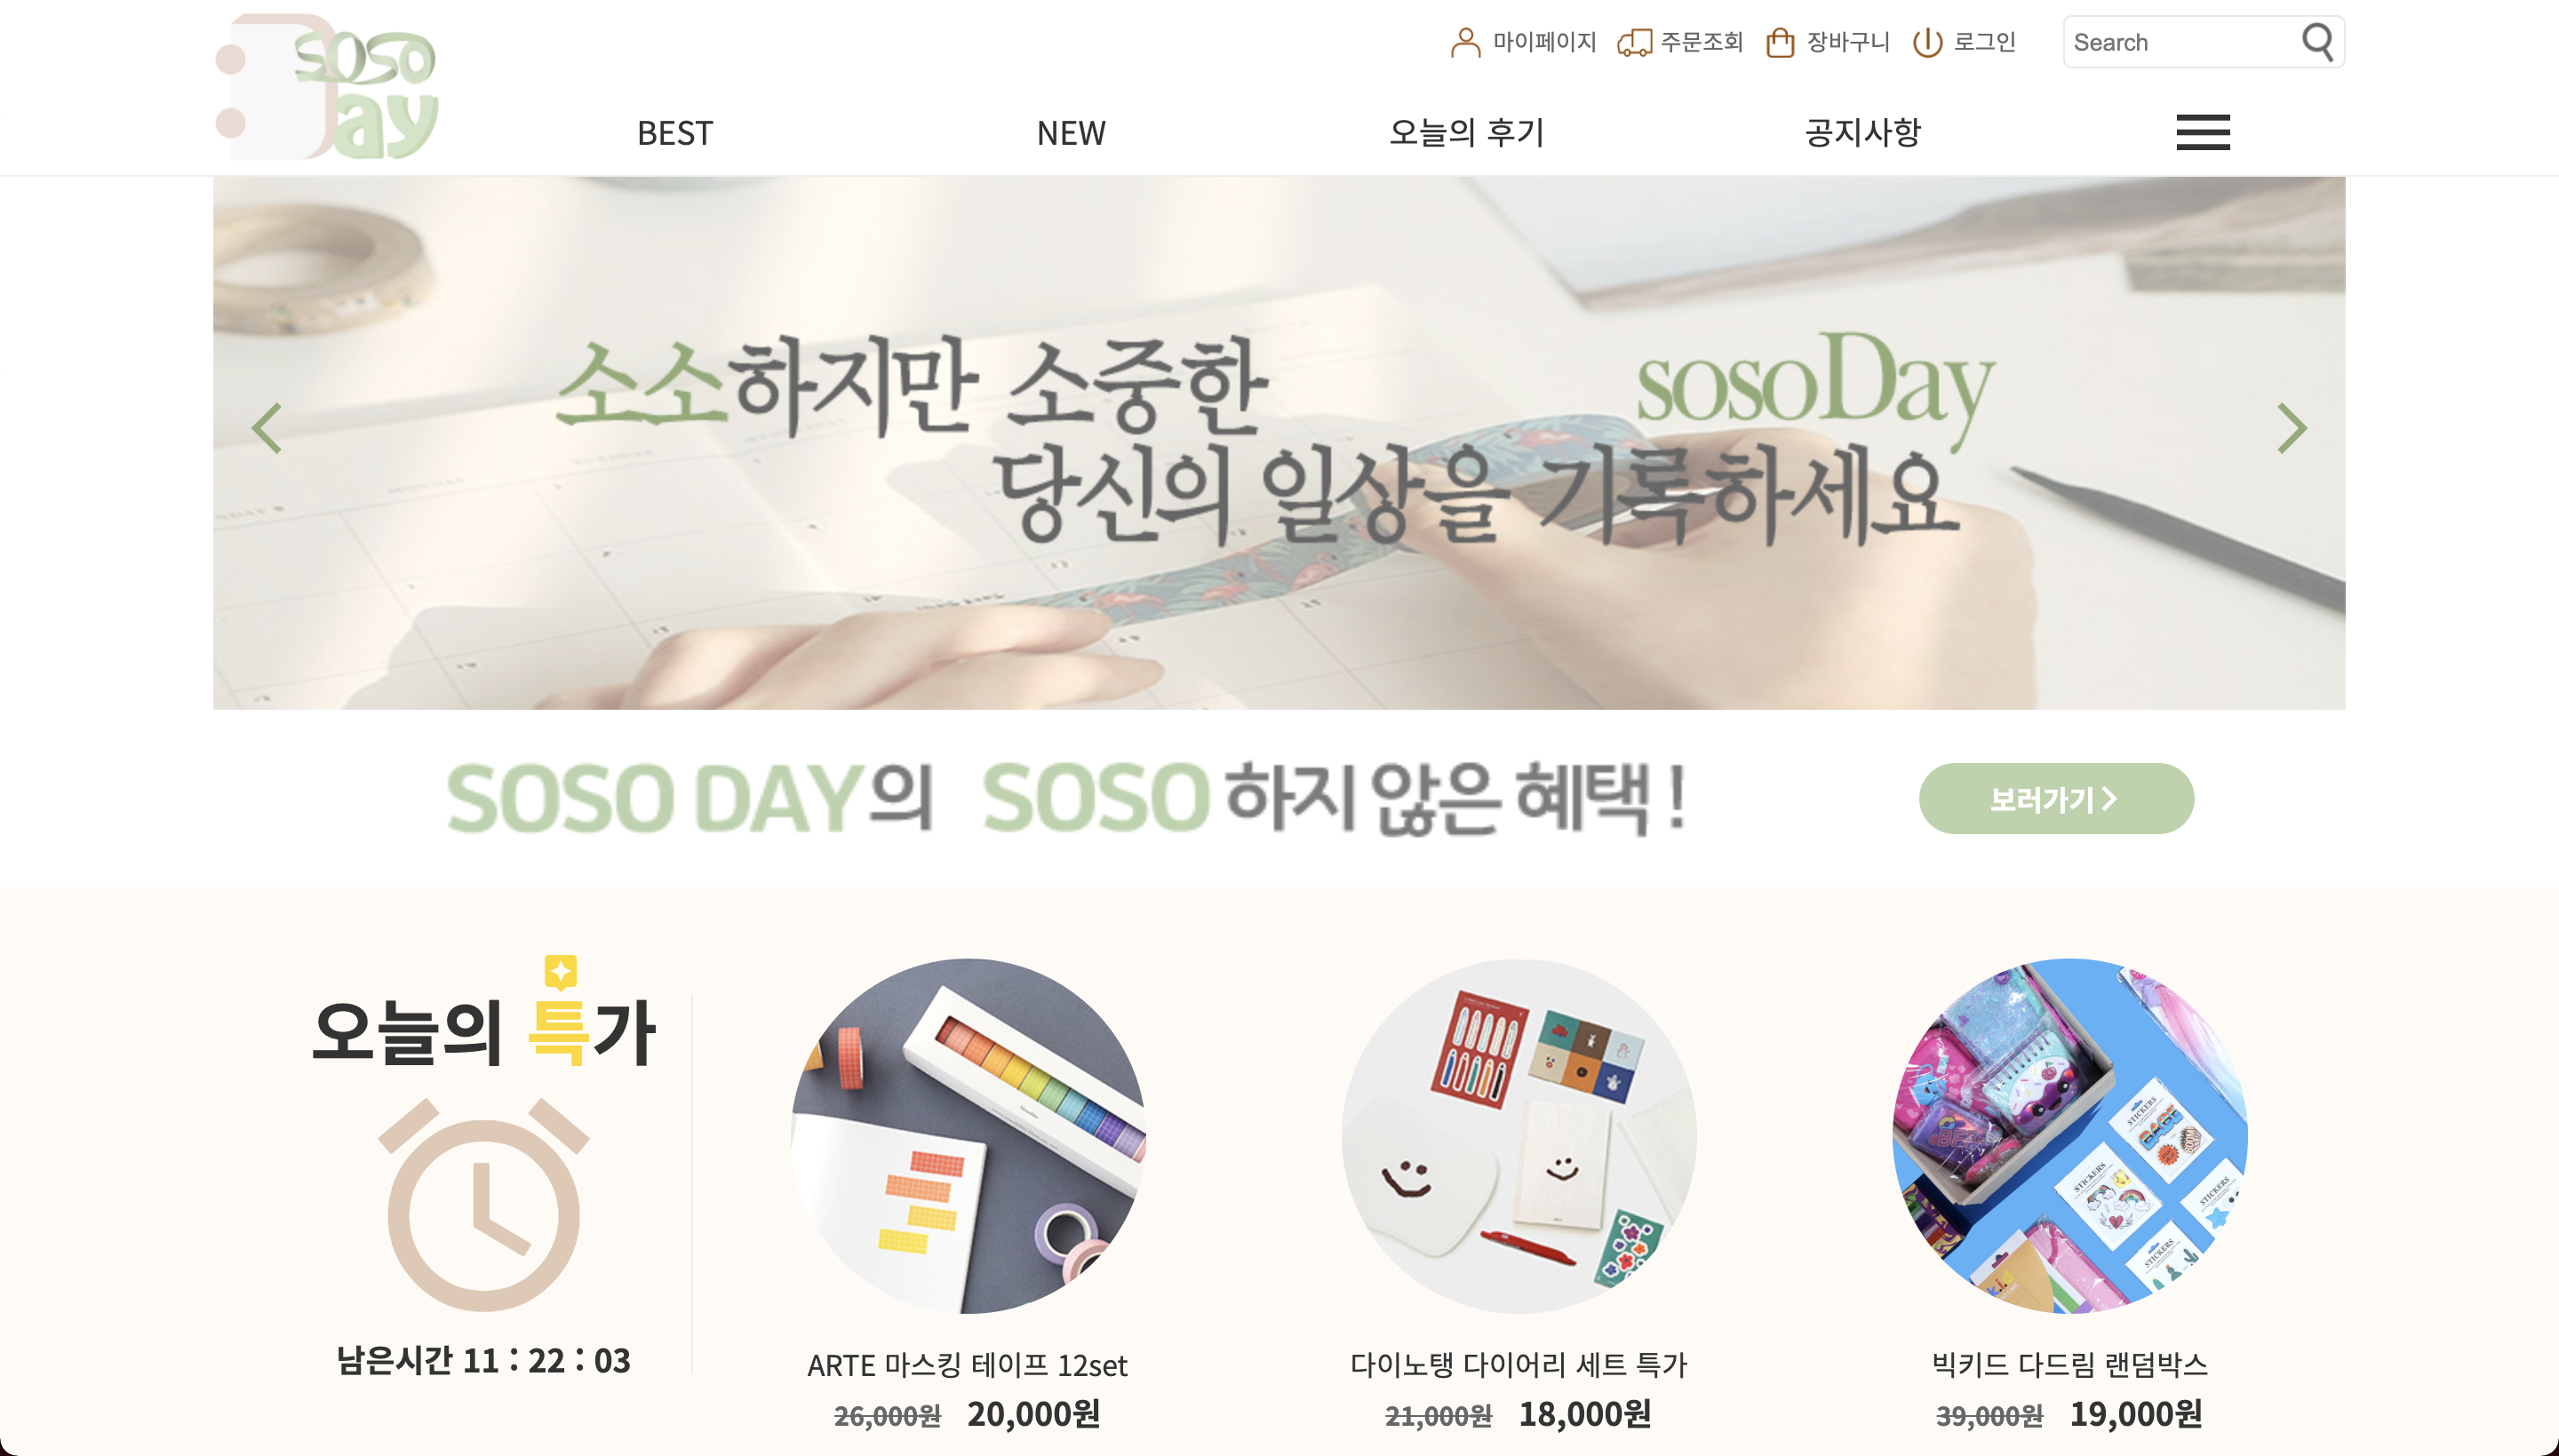 soso
Day
마이페이지
주문조회
장바구니
로그인
Search
BEST
NEW
오늘의 후기
공지사항
소소하지만 소중한
sosoDay
당신의 일상을 기록하세요
SOSO DAY의 SOSO 하지 않은 혜택 !
보러가기
오늘의 특가
남은시간 11 : 22 : 03
STICKERS
STICKERS
STICKERS
STICKERS
ARTE 마스킹 테이프 12set
26,000원 20,000원
다이노탱 다이어리 세트 특가
21,000원 18,000원
빅키드 다드림 랜덤박스
39,000원 19,000원